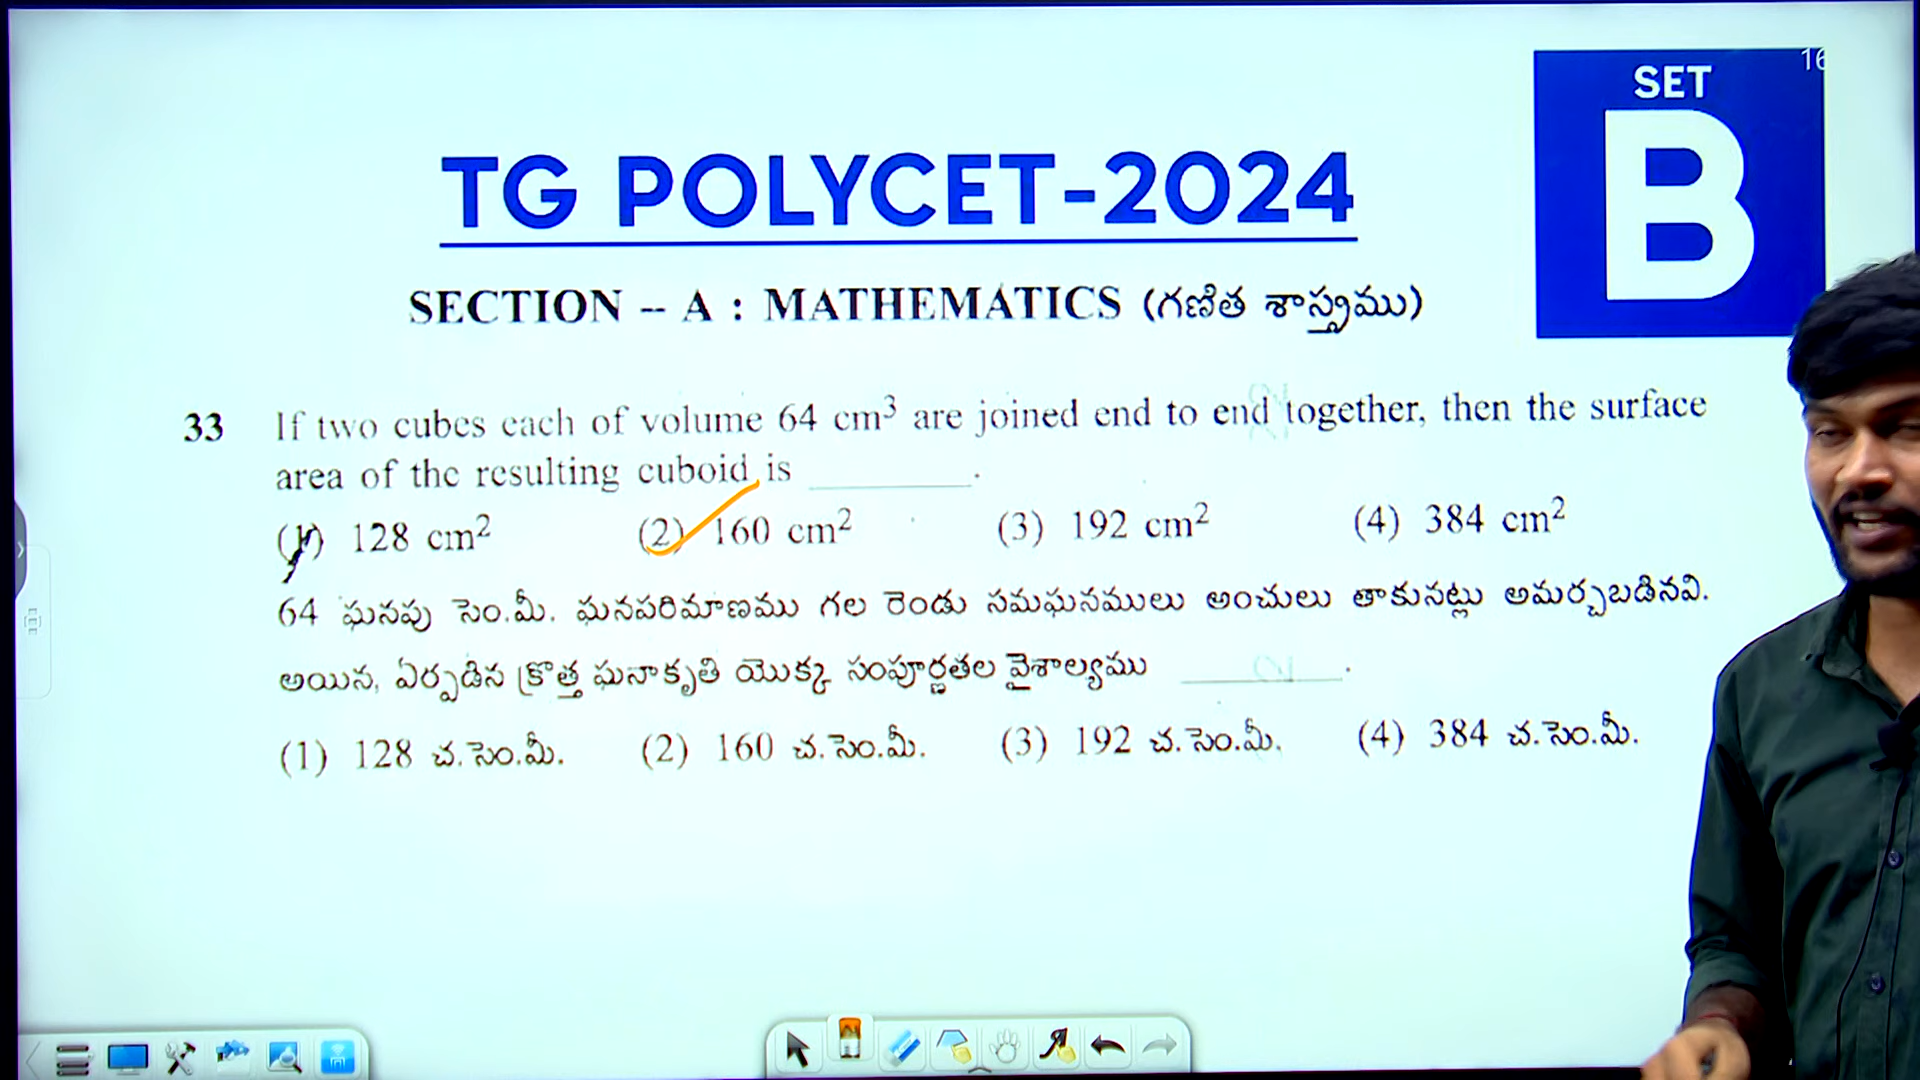 16
SET
B
TG POLYCET-2024
SECTION -- A : MATHEMATICS (గణిత శాస్త్రము)
33 If two cubes each of volume 64 cm³ are joined end to end together, then the surface
area of the resulting cuboid is ________.
(1) 128 cm² (2) 160 cm² (3) 192 cm² (4) 384 cm²
64 ఘనపు సెం.మీ. ఘనపరిమాణము గల రెండు సమఘనములు అంచులు తాకునట్లు అమర్చబడినవి.
అయిన, ఏర్పడిన క్రొత్త ఘనాకృతి యొక్క సంపూర్ణతల వైశాల్యము ________.
(1) 128 చ.సెం.మీ. (2) 160 చ.సెం.మీ. (3) 192 చ.సెం.మీ. (4) 384 చ.సెం.మీ.